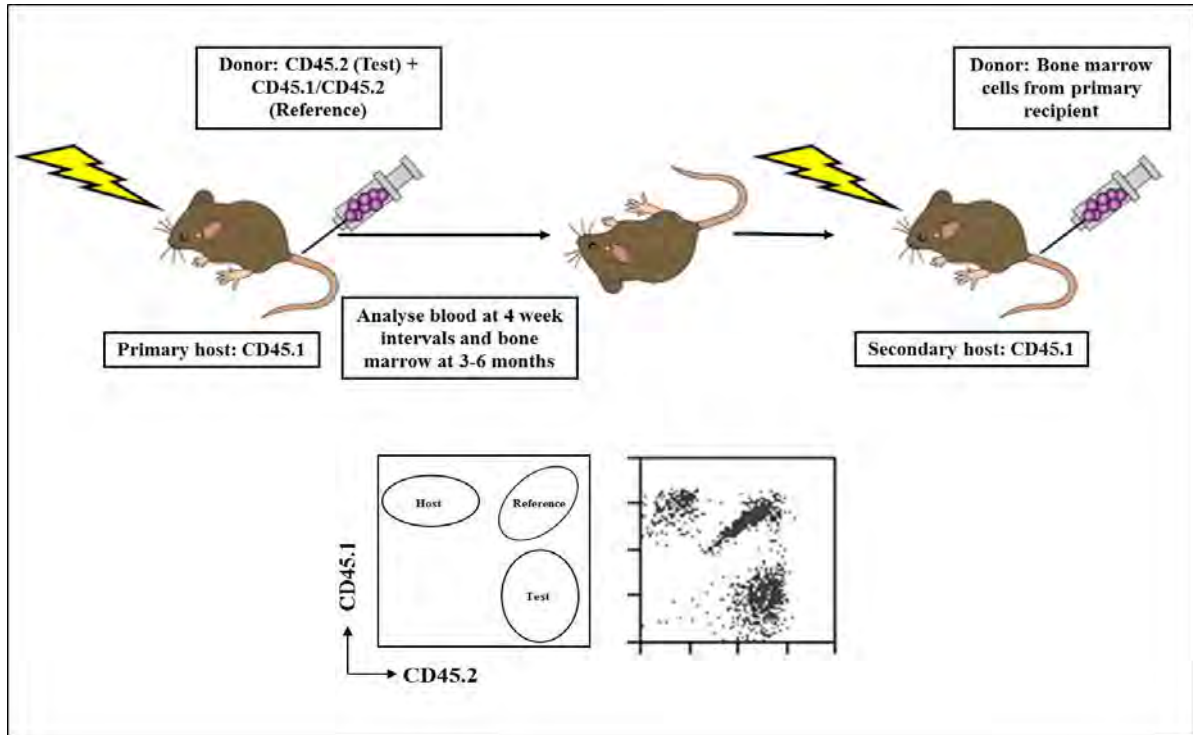 Donor: CD45.2 (Test) +
CD45.1/CD45.2
(Reference)
Donor: Bone marrow
cells from primary
recipient
Primary host: CD45.1
Analyse blood at 4 week
intervals and bone
marrow at 3-6 months
Secondary host: CD45.1
Host
Reference
Test
CD45.1
CD45.2